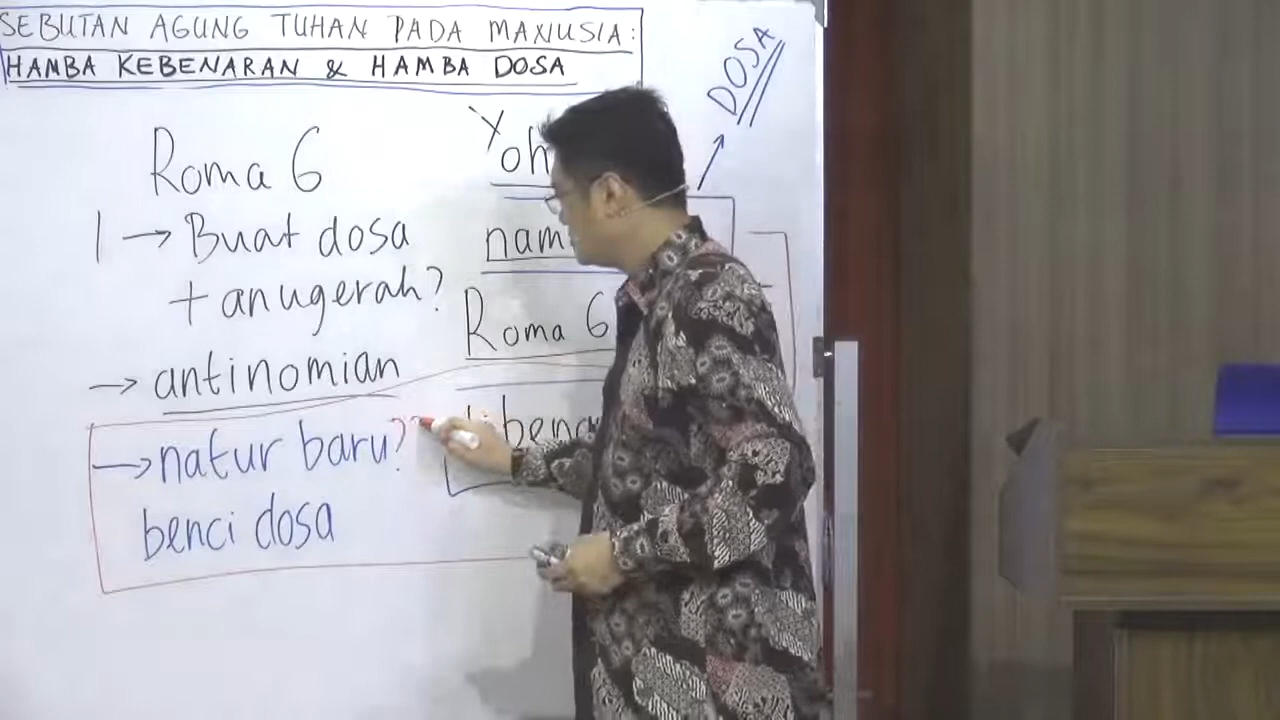 SEBUTAN AGUNG TUHAN PADA MANUSIA:
HAMBA KEBENARAN & HAMBA DOSA
Roma 6
1 → Buat dosa
+ anugerah?
→ antinomian
→ natur baru?
benci dosa
DOSA
Roma 6